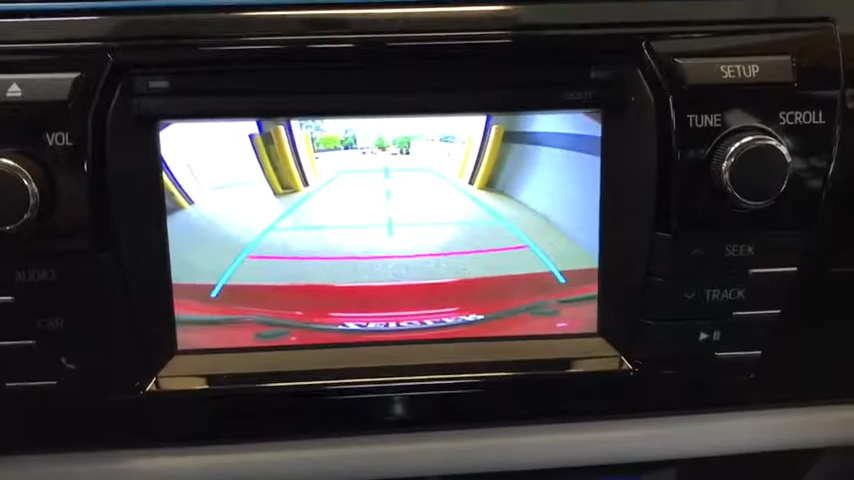 SETUP
VOL
TUNE
SCROLL
AUDIO
SEEK
TRACK
CAR